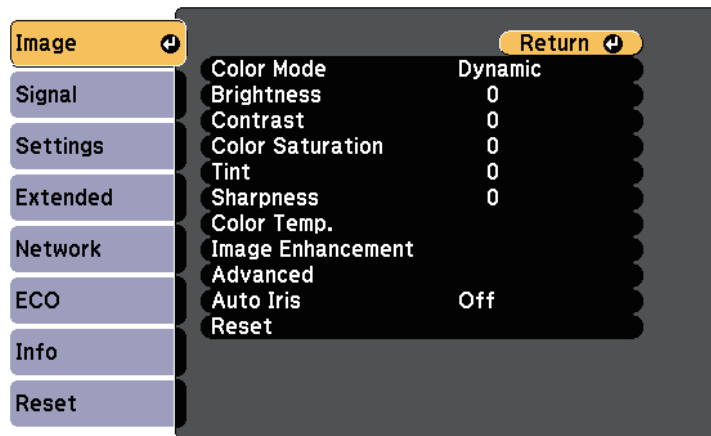 Image
Signal
Settings
Extended
Network
ECO
Info
Reset
Return
Color Mode Dynamic
Brightness 0
Contrast 0
Color Saturation 0
Tint 0
Sharpness 0
Color Temp.
Image Enhancement
Advanced
Auto Iris Off
Reset